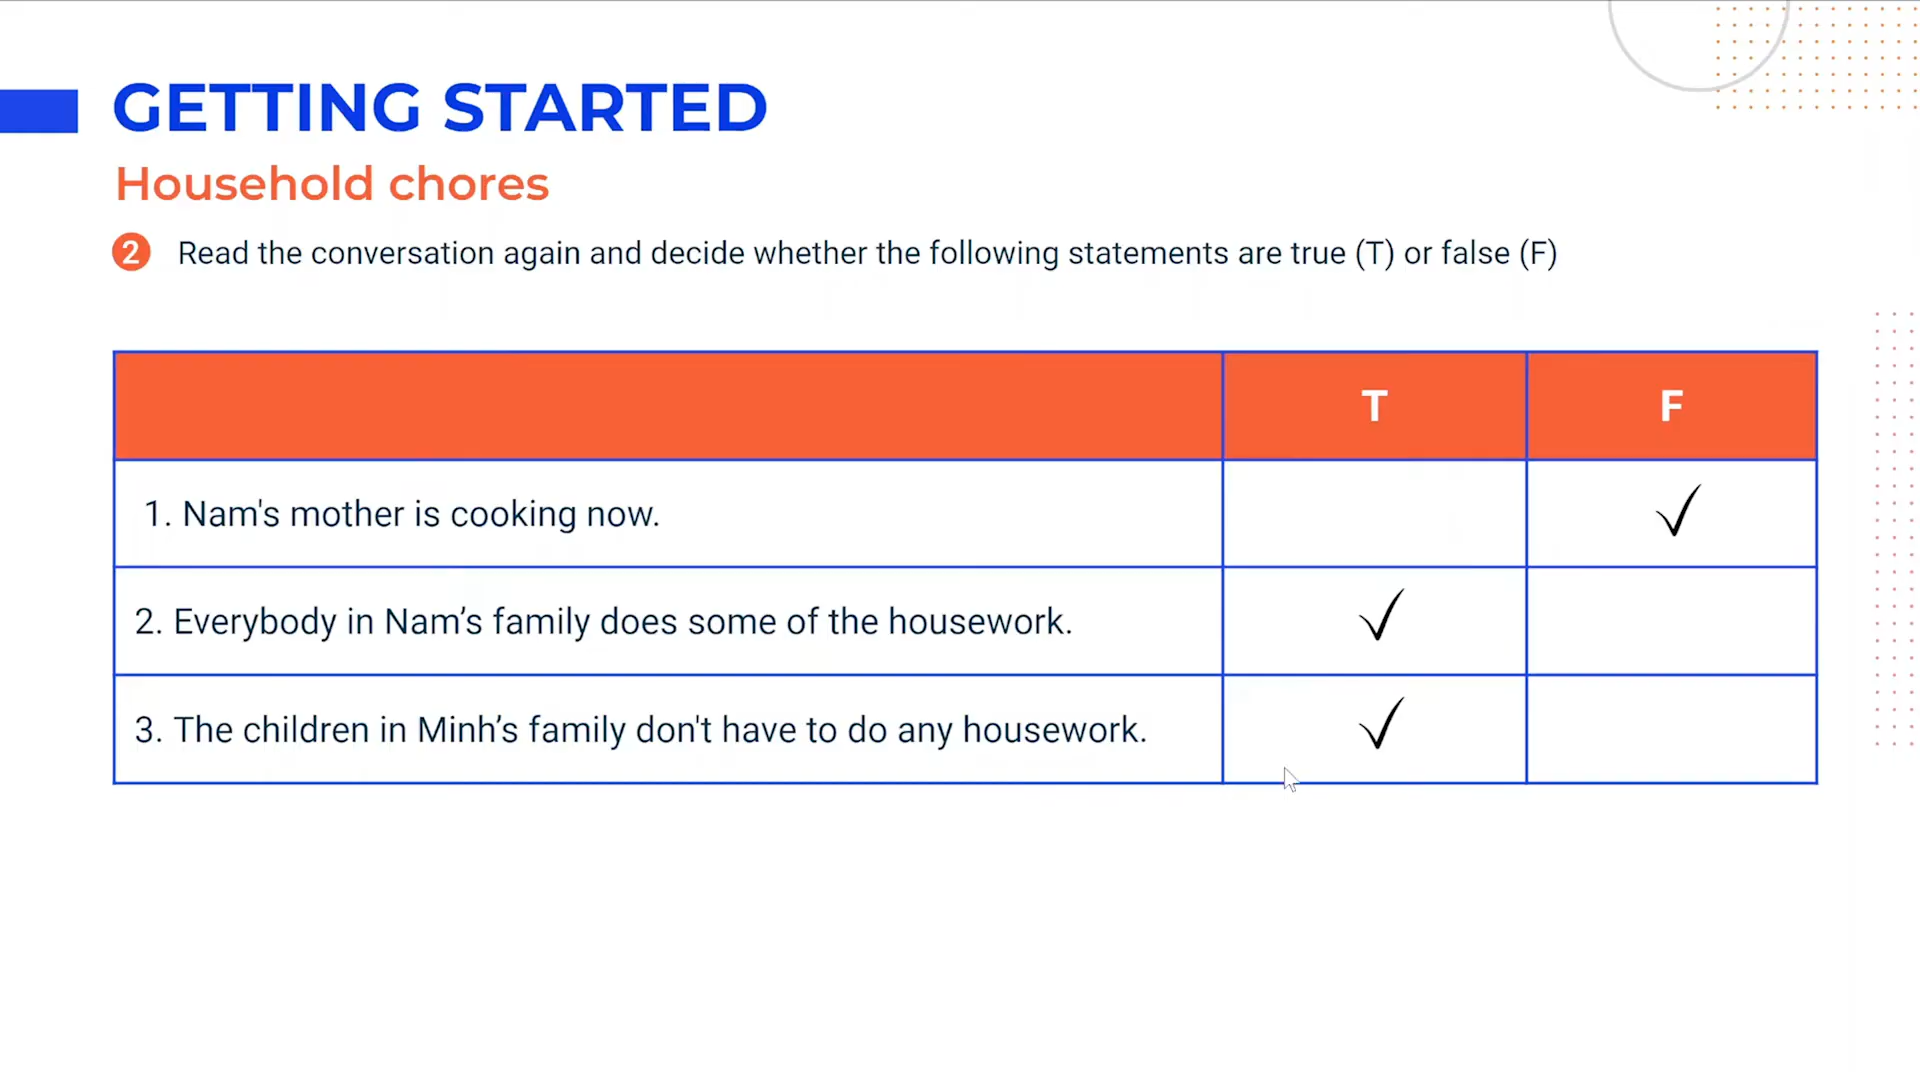 GETTING STARTED
Household chores
2 Read the conversation again and decide whether the following statements are true (T) or false (F)
T F
1. Nam's mother is cooking now. ✓
2. Everybody in Nam’s family does some of the housework. ✓
3. The children in Minh’s family don't have to do any housework. ✓